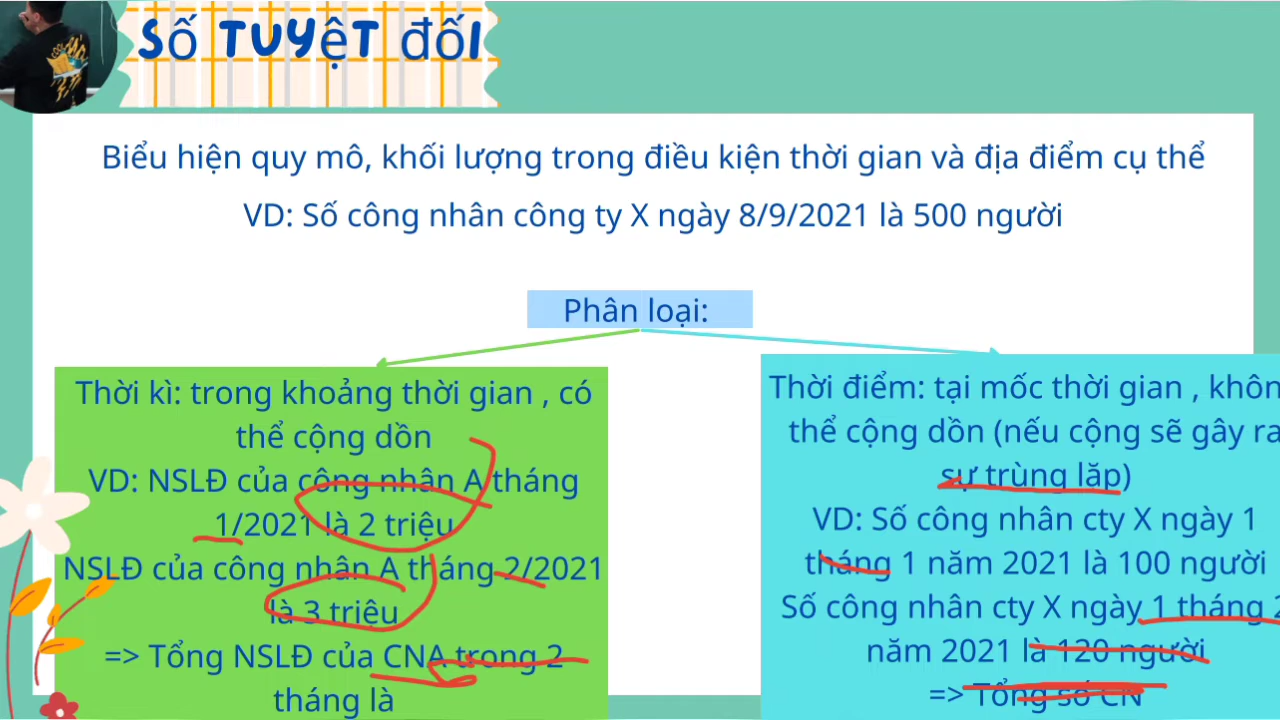 Số TUYỆT đốI
Biểu hiện quy mô, khối lượng trong điều kiện thời gian và địa điểm cụ thể
VD: Số công nhân công ty X ngày 8/9/2021 là 500 người
Phân loại:
Thời kì: trong khoảng thời gian , có
thể cộng dồn
VD: NSLĐ của công nhân A tháng
1/2021 là 2 triệu
NSLĐ của công nhân A tháng 2/2021
là 3 triệu
=> Tổng NSLĐ của CNA trong 2
tháng là
Thời điểm: tại mốc thời gian , khôn
thể cộng dồn (nếu cộng sẽ gây ra
sự trùng lặp)
VD: Số công nhân cty X ngày 1
tháng 1 năm 2021 là 100 người
Số công nhân cty X ngày 1 tháng 2
năm 2021 là 120 người
=> Tổng số CN